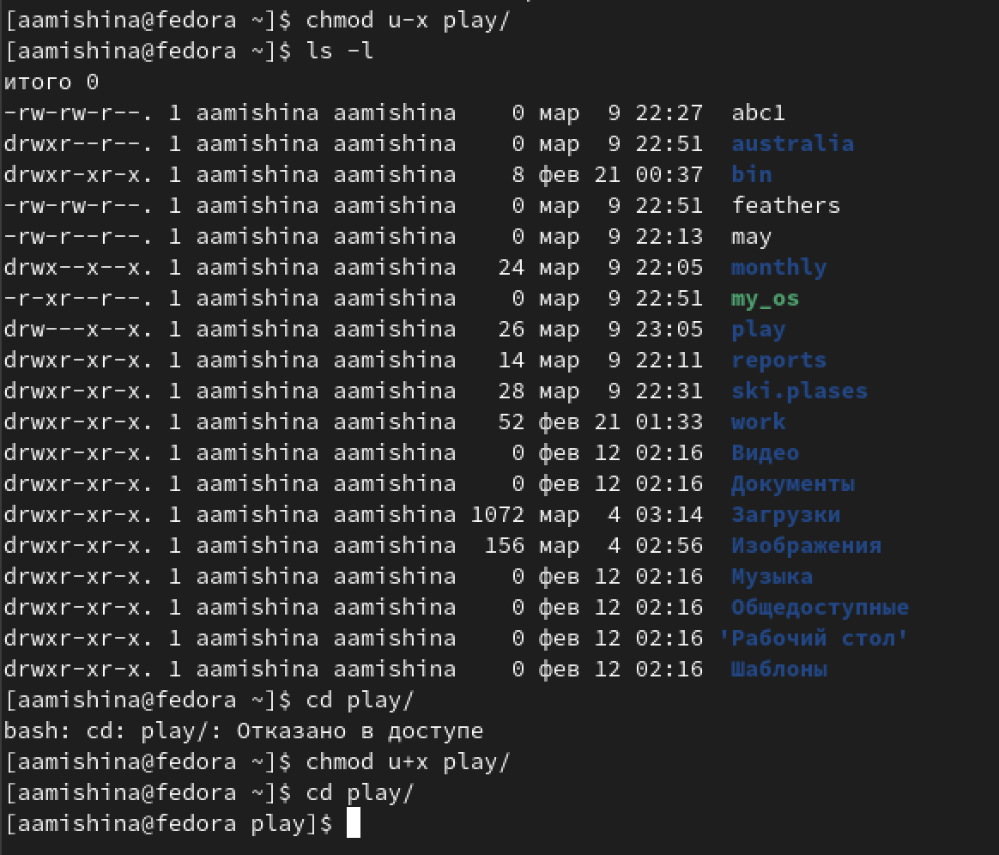 [aamishina@fedora ~]$ chmod u-x play/
[aamishina@fedora ~]$ ls -l
итого 0
-rw-rw-r--. 1 aamishina aamishina    0 мар  9 22:27  abc1
drwxr--r--. 1 aamishina aamishina    0 мар  9 22:51  australia
drwxr-xr-x. 1 aamishina aamishina    8 фев 21 00:37  bin
-rw-rw-r--. 1 aamishina aamishina    0 мар  9 22:51  feathers
-rw-r--r--. 1 aamishina aamishina    0 мар  9 22:13  may
drwx--x--x. 1 aamishina aamishina   24 мар  9 22:05  monthly
-r-xr--r--. 1 aamishina aamishina    0 мар  9 22:51  my_os
drw---x--x. 1 aamishina aamishina   26 мар  9 23:05  play
drwxr-xr-x. 1 aamishina aamishina   14 мар  9 22:11  reports
drwxr-xr-x. 1 aamishina aamishina   28 мар  9 22:31  ski.plases
drwxr-xr-x. 1 aamishina aamishina   52 фев 21 01:33  work
drwxr-xr-x. 1 aamishina aamishina    0 фев 12 02:16  Видео
drwxr-xr-x. 1 aamishina aamishina    0 фев 12 02:16  Документы
drwxr-xr-x. 1 aamishina aamishina 1072 мар  4 03:14  Загрузки
drwxr-xr-x. 1 aamishina aamishina  156 мар  4 02:56  Изображения
drwxr-xr-x. 1 aamishina aamishina    0 фев 12 02:16  Музыка
drwxr-xr-x. 1 aamishina aamishina    0 фев 12 02:16  Общедоступные
drwxr-xr-x. 1 aamishina aamishina    0 фев 12 02:16 'Рабочий стол'
drwxr-xr-x. 1 aamishina aamishina    0 фев 12 02:16  Шаблоны
[aamishina@fedora ~]$ cd play/
bash: cd: play/: Отказано в доступе
[aamishina@fedora ~]$ chmod u+x play/
[aamishina@fedora ~]$ cd play/
[aamishina@fedora play]$